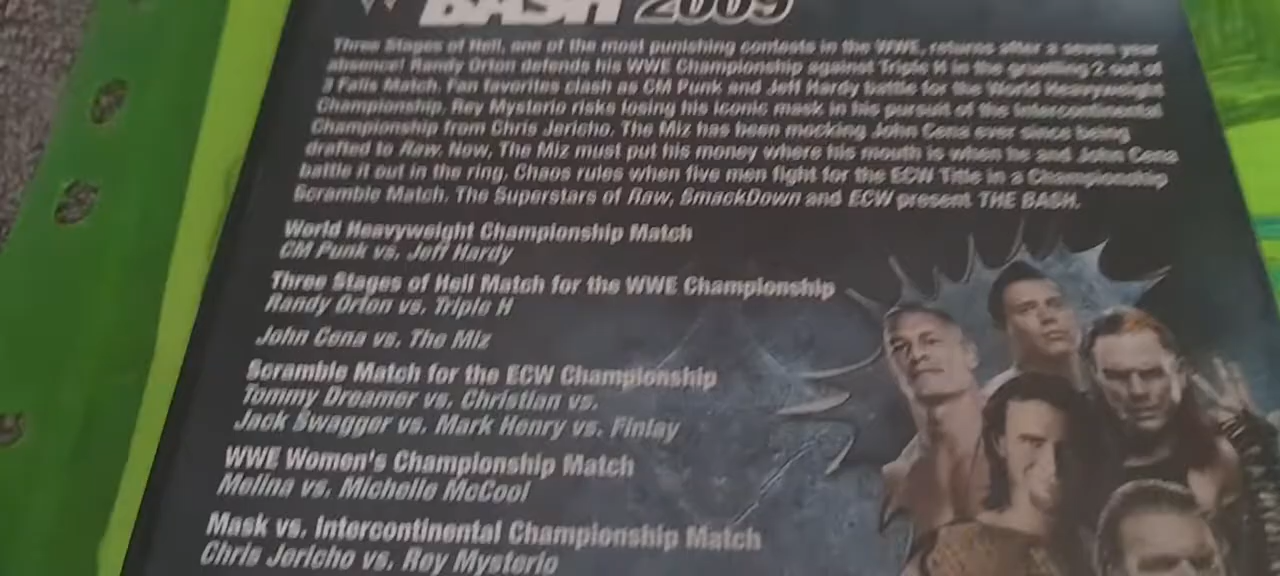 BASH 2009
Three Stages of Hell, one of the most punishing contests in the WWE, returns after a seven year
absence! Randy Orton defends his WWE Championship against Triple H in the gruelling 2 out of
3 Falls Match. Fan favorites clash as CM Punk and Jeff Hardy battle for the World Heavyweight
Championship. Rey Mysterio risks losing his iconic mask in his pursuit of the Intercontinental
Championship from Chris Jericho. The Miz has been mocking John Cena ever since being
drafted to Raw. Now, The Miz must put his money where his mouth is when he and John Cena
battle it out in the ring. Chaos rules when five men fight for the ECW Title in a Championship
Scramble Match. The Superstars of Raw, SmackDown and ECW present THE BASH.
World Heavyweight Championship Match
CM Punk vs. Jeff Hardy
Three Stages of Hell Match for the WWE Championship
Randy Orton vs. Triple H
John Cena vs. The Miz
Scramble Match for the ECW Championship
Tommy Dreamer vs. Christian vs.
Jack Swagger vs. Mark Henry vs. Finlay
WWE Women's Championship Match
Melina vs. Michelle McCool
Mask vs. Intercontinental Championship Match
Chris Jericho vs. Rey Mysterio